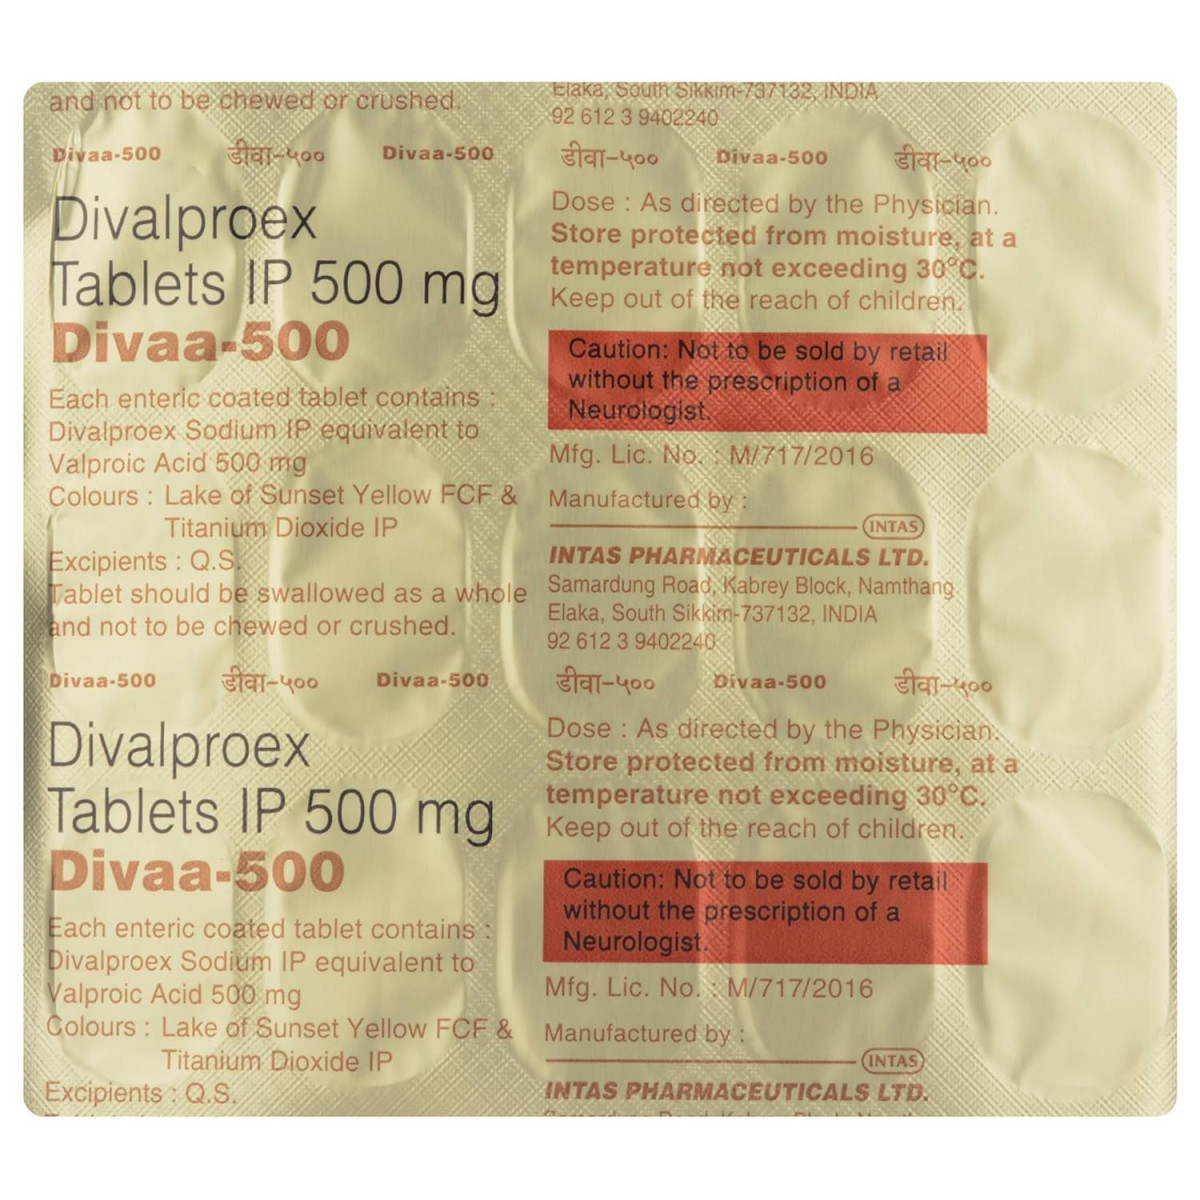 and not to be chewed or crushed.
Divaa-500 डीवा-५०० Divaa-500
Divalproex
Tablets IP 500 mg
Divaa-500
Each enteric coated tablet contains :
Divalproex Sodium IP equivalent to
Valproic Acid 500 mg
Colours : Lake of Sunset Yellow FCF &
Titanium Dioxide IP
Excipients : Q.S.
Tablet should be swallowed as a whole
and not to be chewed or crushed.
Divaa-500 डीवा-५०० Divaa-500
Divalproex
Tablets IP 500 mg
Divaa-500
Each enteric coated tablet contains :
Divalproex Sodium IP equivalent to
Valproic Acid 500 mg
Colours : Lake of Sunset Yellow FCF &
Titanium Dioxide IP
Excipients : Q.S.
Elaka, South Sikkim-737132, INDIA
92 612 3 9402240
डीवा-५०० Divaa-500 डीवा-५००
Dose : As directed by the Physician.
Store protected from moisture, at a
temperature not exceeding 30°C.
Keep out of the reach of children.
Caution: Not to be sold by retail
without the prescription of a
Neurologist.
Mfg. Lic. No. : M/717/2016
Manufactured by :
INTAS
INTAS PHARMACEUTICALS LTD.
Samardung Road, Kabrey Block, Namthang
Elaka, South Sikkim-737132, INDIA
92 612 3 9402240
डीवा-५०० Divaa-500 डीवा-५००
Dose : As directed by the Physician.
Store protected from moisture, at a
temperature not exceeding 30°C.
Keep out of the reach of children.
Caution: Not to be sold by retail
without the prescription of a
Neurologist.
Mfg. Lic. No. : M/717/2016
Manufactured by :
INTAS
INTAS PHARMACEUTICALS LTD.